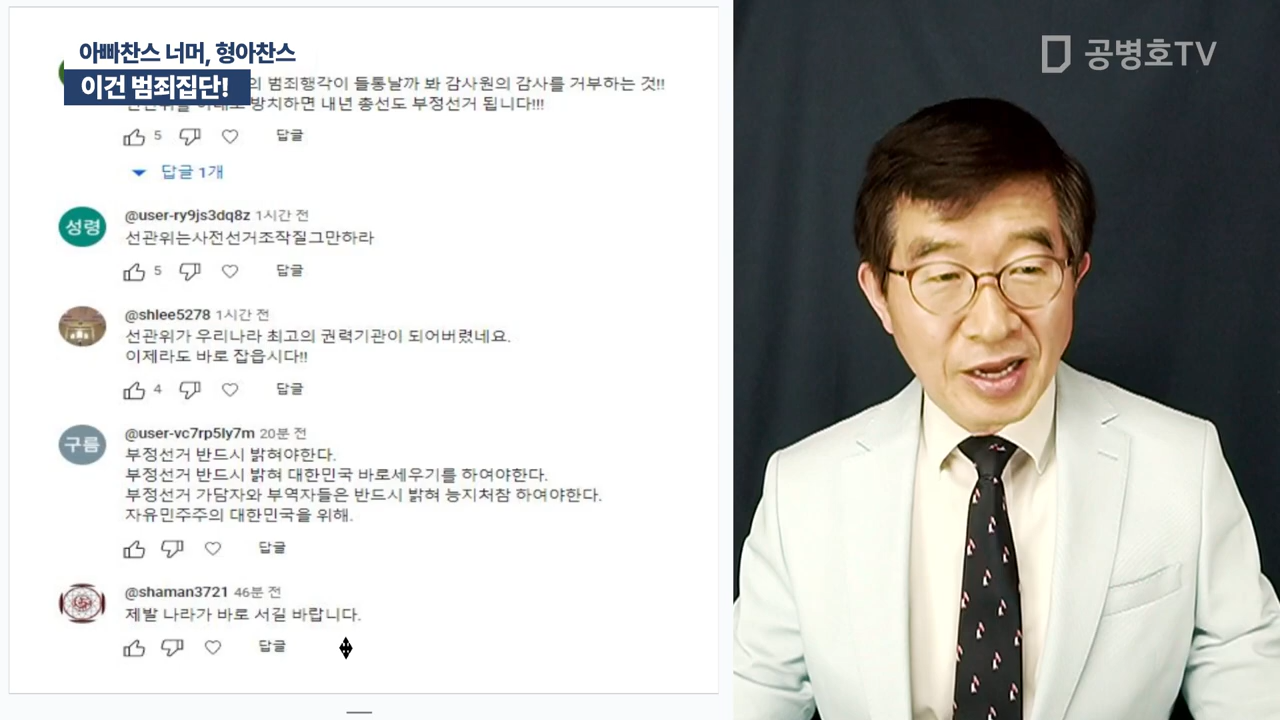 아빠찬스 너머, 형아찬스
이건 범죄집단!
공병호TV
의 범죄행각이 들통날까 봐 감사원의 감사를 거부하는 것!!
방치하면 내년 총선도 부정선거 됩니다!!!
5 답글
답글 1개
성령
@user-ry9js3dq8z 1시간 전
선관위는사전선거조작질그만하라
5 답글
@shlee5278 1시간 전
선관위가 우리나라 최고의 권력기관이 되어버렸네요.
이제라도 바로 잡읍시다!!
4 답글
구름
@user-vc7rp5ly7m 20분 전
부정선거 반드시 밝혀야한다.
부정선거 반드시 밝혀 대한민국 바로세우기를 하여야한다.
부정선거 가담자와 부역자들은 반드시 밝혀 능지처참 하여야한다.
자유민주주의 대한민국을 위해.
답글
@shaman3721 46분 전
제발 나라가 바로 서길 바랍니다.
답글